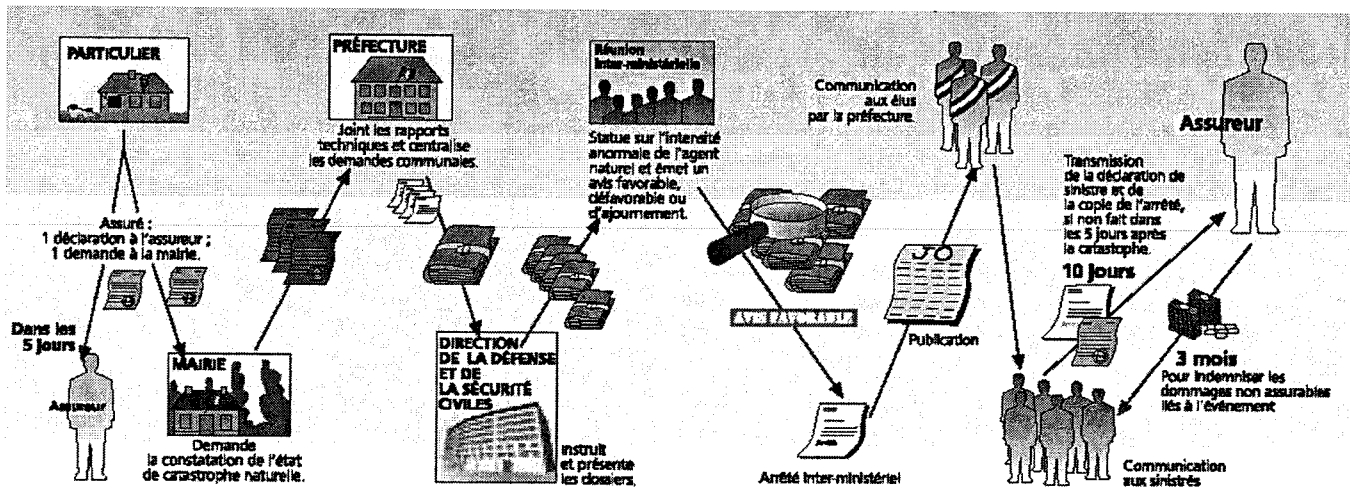 PARTICULIER
Assuré :
1 déclaration à l'assureur ;
1 demande à la mairie.
Dans les
5 jours
Assureur
MAIRIE
Demande
la constatation de l'état
de catastrophe naturelle.
PRÉFECTURE
Joint les rapports
techniques et centralise
les demandes communales.
DIRECTION
DE LA DÉFENSE
ET DE
LA SÉCURITÉ
CIVILES
Instruit
et présente
les dossiers.
Réunion
Inter-ministérielle
Statue sur l'intensité
anormale de l'agent
naturel et émet un
avis favorable,
défavorable ou
d'ajournement.
AVIS FAVORABLE
Arrêté Inter-ministériel
JO
Publication
Communication
aux élus
par la préfecture.
Communication
aux sinistrés
Transmission
de la déclaration de
sinistre et de
la copie de l'arrêté,
si non fait dans
les 5 jours après
la catastrophe.
10 jours
Assureur
3 mois
Pour indemniser les
dommages non assurables
liés à l'événement